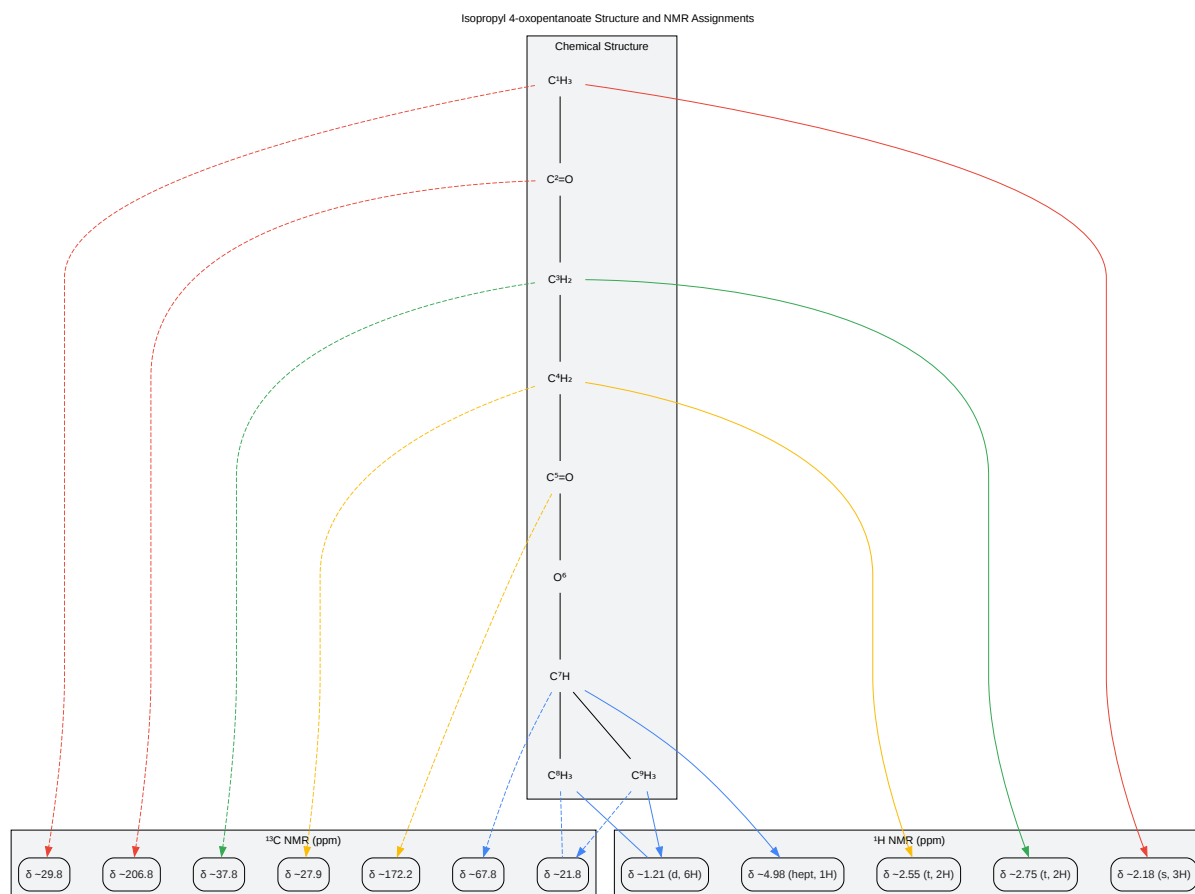 Isopropyl 4-oxopentanoate Structure and NMR Assignments
Chemical Structure
C¹H₃
C²=O
C³H₂
C⁴H₂
C⁵=O
O⁶
C⁷H
C⁸H₃
C⁹H₃
¹³C NMR (ppm)
δ ~29.8
δ ~206.8
δ ~37.8
δ ~27.9
δ ~172.2
δ ~67.8
δ ~21.8
¹H NMR (ppm)
δ ~1.21 (d, 6H)
δ ~4.98 (hept, 1H)
δ ~2.55 (t, 2H)
δ ~2.75 (t, 2H)
δ ~2.18 (s, 3H)